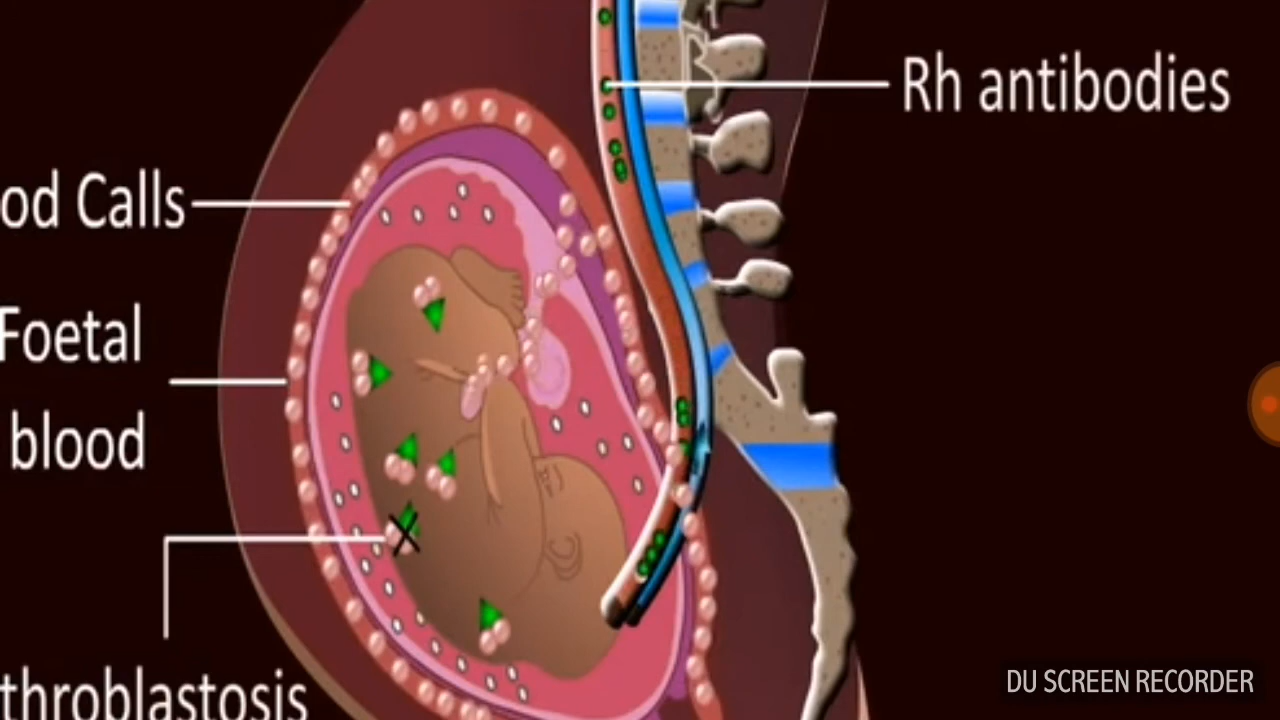 Rh antibodies
od Calls
Foetal
blood
throblastosis
DU SCREEN RECORDER